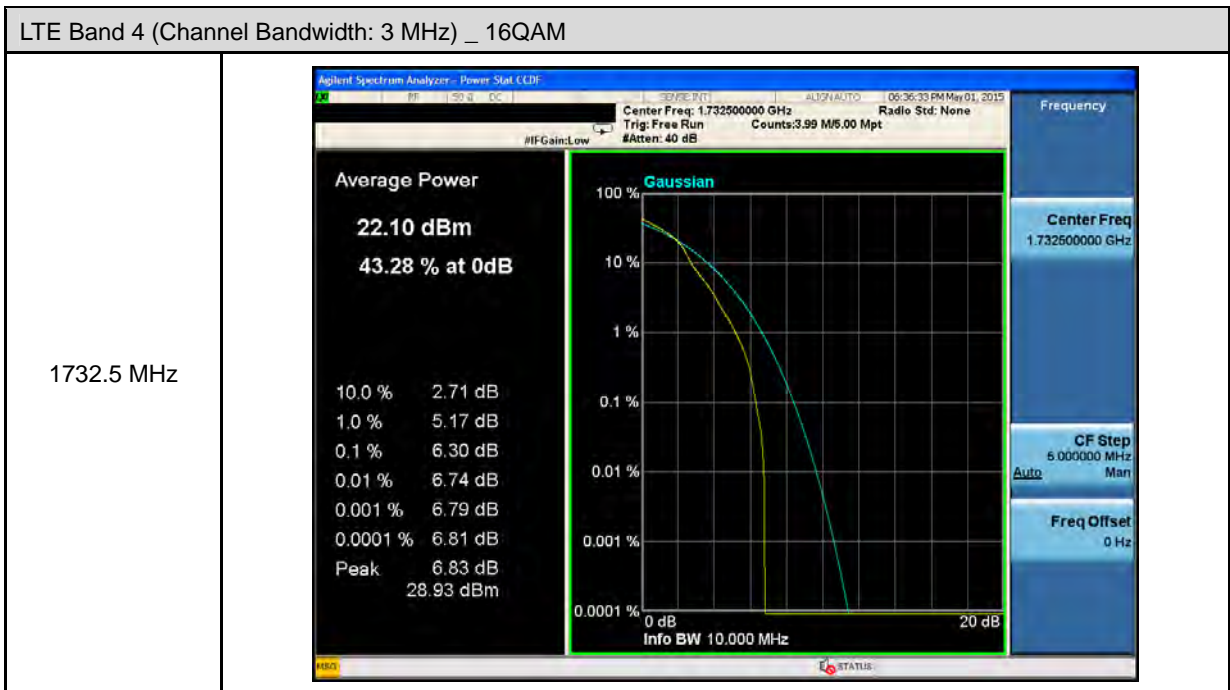 LTE Band 4 (Channel Bandwidth: 3 MHz) _ 16QAM
1732.5 MHz
Agilent Spectrum Analyzer - Power Stat CCDF
RF 50 Ω DC SENSE:INT ALIGN AUTO 06:36:33 PM May 01, 2015
Center Freq: 1.732500000 GHz Radio Std: None
Trig: Free Run Counts:3.99 M/5.00 Mpt
#IFGain:Low #Atten: 40 dB
Average Power
22.10 dBm
43.28 % at 0dB
10.0 % 2.71 dB
1.0 % 5.17 dB
0.1 % 6.30 dB
0.01 % 6.74 dB
0.001 % 6.79 dB
0.0001 % 6.81 dB
Peak 6.83 dB
28.93 dBm
Gaussian
100 %
10 %
1 %
0.1 %
0.01 %
0.001 %
0.0001 %
0 dB 20 dB
Info BW 10.000 MHz
Frequency
Center Freq
1.732500000 GHz
CF Step
5.000000 MHz
Auto Man
Freq Offset
0 Hz
MSG STATUS